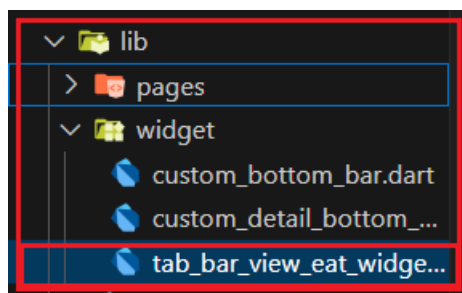 lib
pages
widget
custom_bottom_bar.dart
custom_detail_bottom_...
tab_bar_view_eat_widge...